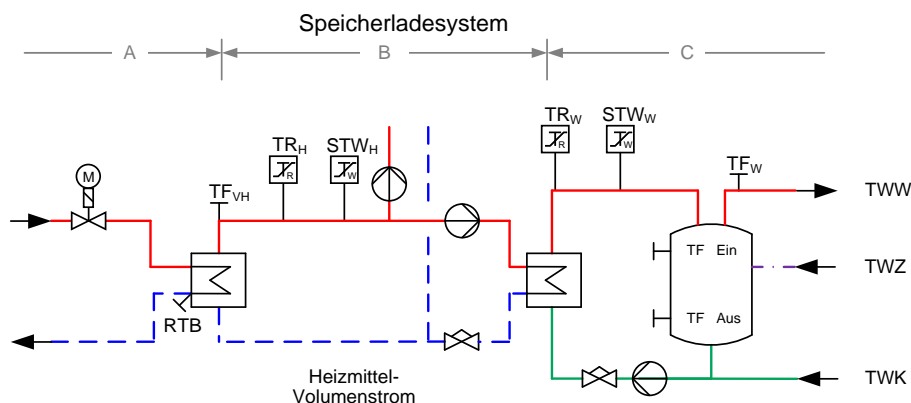 Speicherladesystem
A B C
TR_W STW_W
R W
TR_H STW_H
R W
TF_W
M
TF_VH
TWW
TF Ein
TWZ
TF Aus
RTB
Heizmittel-
Volumenstrom
TWK